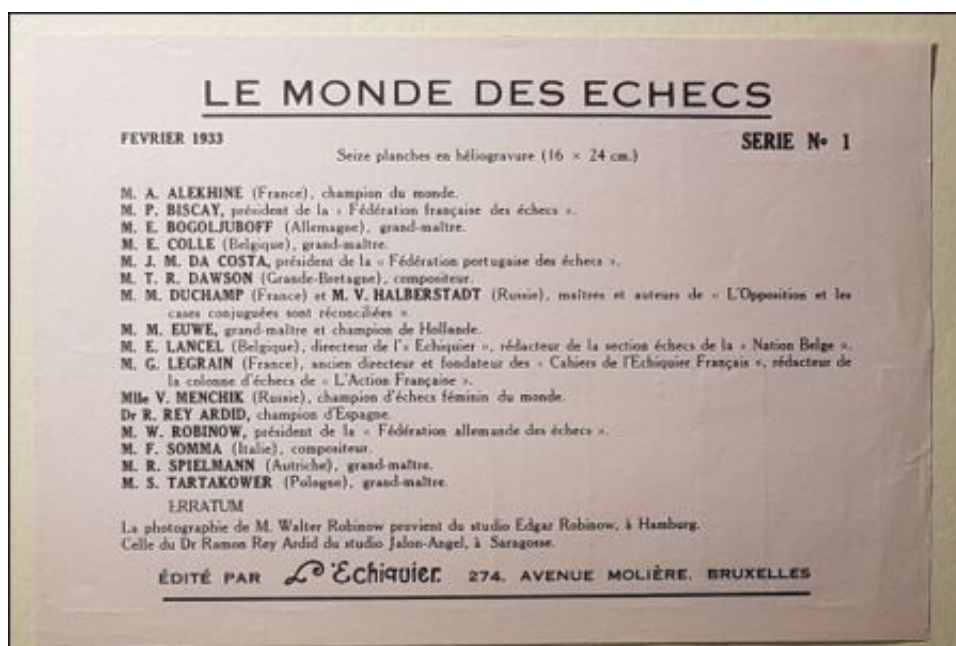 LE MONDE DES ECHECS
FEVRIER 1933
SERIE Nº 1
Seize planches en héliogravure (16 × 24 cm.)
M. A. ALEKHINE (France), champion du monde.
M. P. BISCAY, président de la « Fédération française des échecs ».
M. E. BOGOLJUBOFF (Allemagne), grand-maître.
M. E. COLLE (Belgique), grand-maître.
M. J. M. DA COSTA, président de la « Fédération portugaise des échecs ».
M. T. R. DAWSON (Grande-Bretagne), compositeur.
M. M. DUCHAMP (France) et M. V. HALBERSTADT (Russie), maîtres et auteurs de « L'Opposition et les
cases conjuguées sont réconciliées »
M. M. EUWE, grand-maître et champion de Hollande.
M. E. LANCEL (Belgique), directeur de l'« Echiquier », rédacteur de la section échecs de la « Nation Belge ».
M. G. LEGRAIN (France), ancien directeur et fondateur des « Cahiers de l'Echiquier Français », rédacteur de
la colonne d'échecs de « L'Action Française ».
Mlle V. MENCHIK (Russie), champion d'échecs féminin du monde.
Dr R. REY ARDID, champion d'Espagne.
M. W. ROBINOW, président de la « Fédération allemande des échecs ».
M. F. SOMMA (Italie), compositeur.
M. R. SPIELMANN (Autriche), grand-maître.
M. S. TARTAKOWER (Pologne), grand-maître.
ERRATUM
La photographie de M. Walter Robinow provient du studio Edgar Robinow, à Hamburg.
Celle du Dr Ramon Rey Ardid du studio Jalon-Angel, à Saragosse.
ÉDITÉ PAR L'Echiquier. 274, AVENUE MOLIÈRE, BRUXELLES